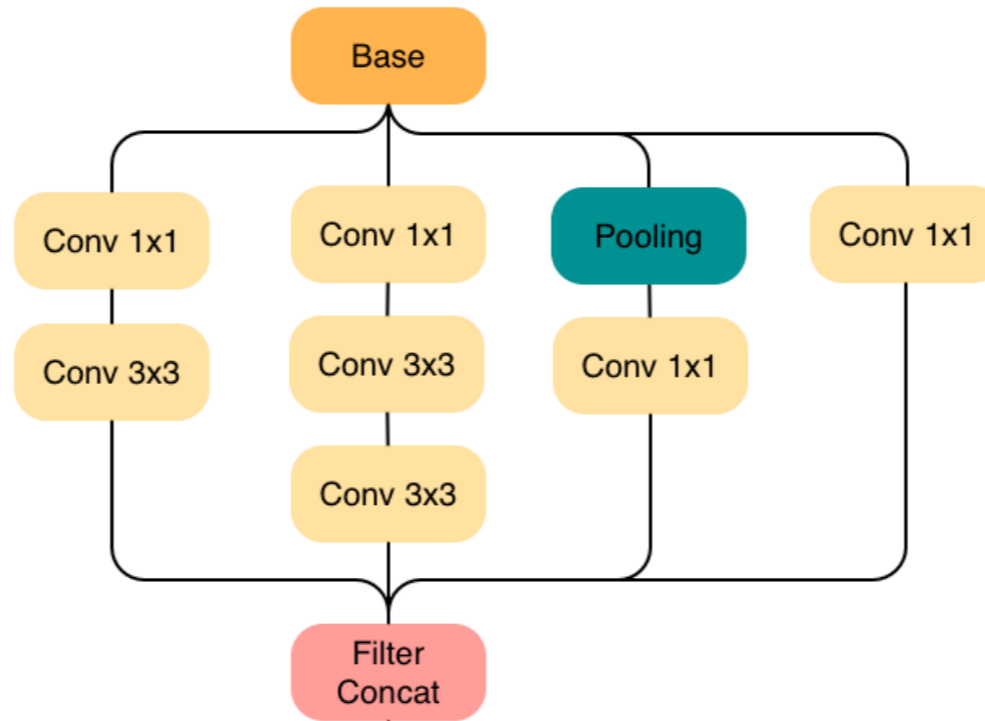 Base
Conv 1x1
Conv 1x1
Pooling
Conv 1x1
Conv 3x3
Conv 3x3
Conv 1x1
Conv 3x3
Filter
Concat